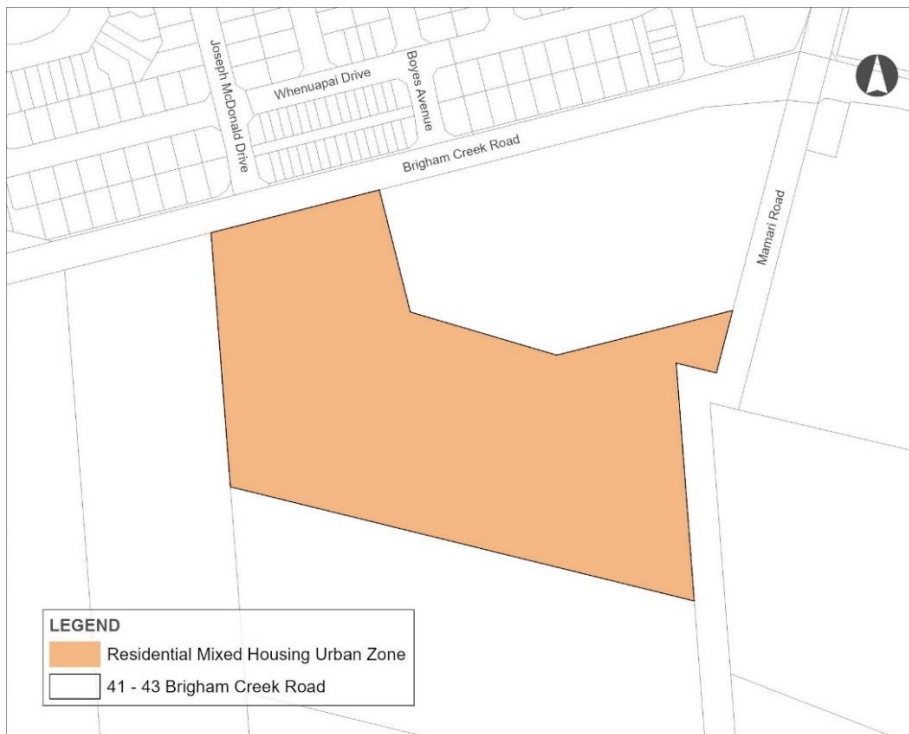 Joseph McDonald Drive
Whenuapai Drive
Boyes Avenue
Brigham Creek Road
Mamari Road
LEGEND
Residential Mixed Housing Urban Zone
41 - 43 Brigham Creek Road